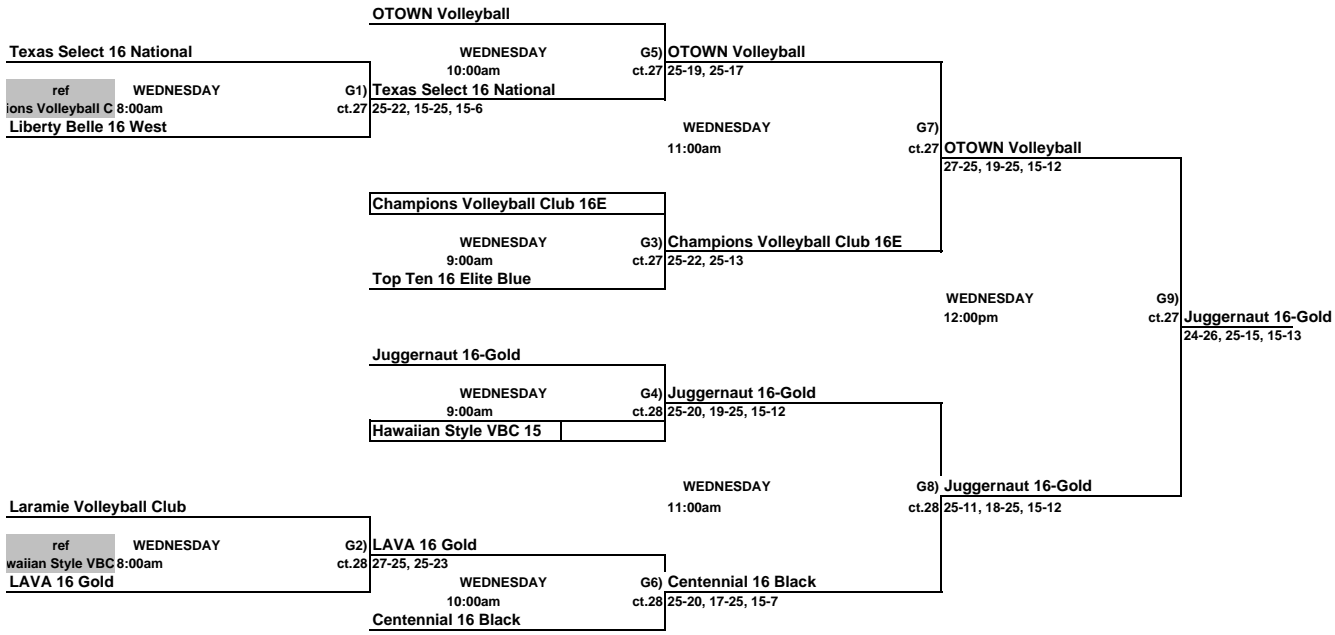 OTOWN Volleyball
Texas Select 16 National WEDNESDAY G5) OTOWN Volleyball
10:00am ct.27 25-19, 25-17
ref WEDNESDAY G1) Texas Select 16 National
ions Volleyball C 8:00am ct.27 25-22, 15-25, 15-6
Liberty Belle 16 West WEDNESDAY G7)
11:00am ct.27 OTOWN Volleyball
27-25, 19-25, 15-12
Champions Volleyball Club 16E
WEDNESDAY G3) Champions Volleyball Club 16E
9:00am ct.27 25-22, 25-13
Top Ten 16 Elite Blue
WEDNESDAY G9)
12:00pm ct.27 Juggernaut 16-Gold
24-26, 25-15, 15-13
Juggernaut 16-Gold
WEDNESDAY G4) Juggernaut 16-Gold
9:00am ct.28 25-20, 19-25, 15-12
Hawaiian Style VBC 15
WEDNESDAY G8) Juggernaut 16-Gold
Laramie Volleyball Club 11:00am ct.28 25-11, 18-25, 15-12
ref WEDNESDAY G2) LAVA 16 Gold
waiian Style VBC 8:00am ct.28 27-25, 25-23
LAVA 16 Gold WEDNESDAY G6) Centennial 16 Black
10:00am ct.28 25-20, 17-25, 15-7
Centennial 16 Black